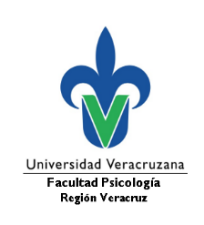 Universidad Veracruzana
Facultad Psicología
Región Veracruz